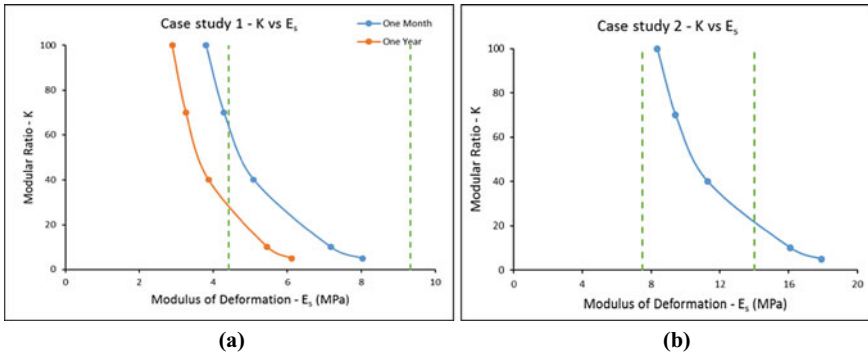 Case study 1 - K vs Es
One Month
One Year
Modular Ratio - K
100
80
60
40
20
0
0 2 4 6 8 10
Modulus of Deformation - Es (MPa)
(a)
Case study 2 - K vs Es
Modular Ratio - K
100
80
60
40
20
0
0 4 8 12 16 20
Modulus of Deformation - Es (MPa)
(b)